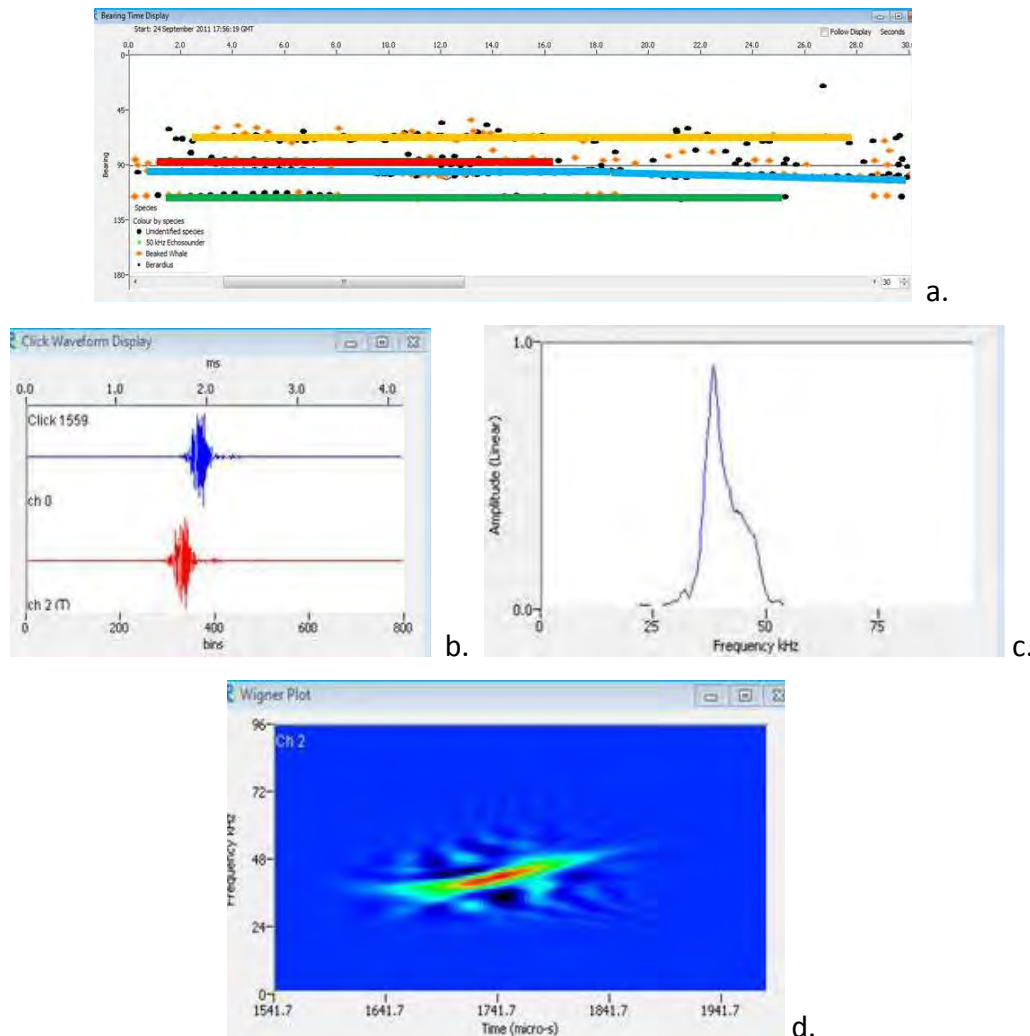 Bearing Time Display
Start: 24 September 2011 17:56:19 GMT
Follow Display Seconds
0.0 2.0 4.0 6.0 8.0 10.0 12.0 14.0 16.0 18.0 20.0 22.0 24.0 26.0 28.0 30.0
0
45
90
135
180
Bearing
Species
Colour by species
Unidentified species
50 kHz Echosounder
Beaked Whale
Berardius
30
a.
Click Waveform Display
ms
0.0 1.0 2.0 3.0 4.0
Click 1559
ch 0
ch 2 (T)
0 200 400 600 800
bins
b.
1.0
Amplitude (Linear)
0.0
0 25 50 75
Frequency kHz
c.
Wigner Plot
96
Ch 2
72
48
24
0
Frequency kHz
1541.7 1641.7 1741.7 1841.7 1941.7
Time (micro-s)
d.